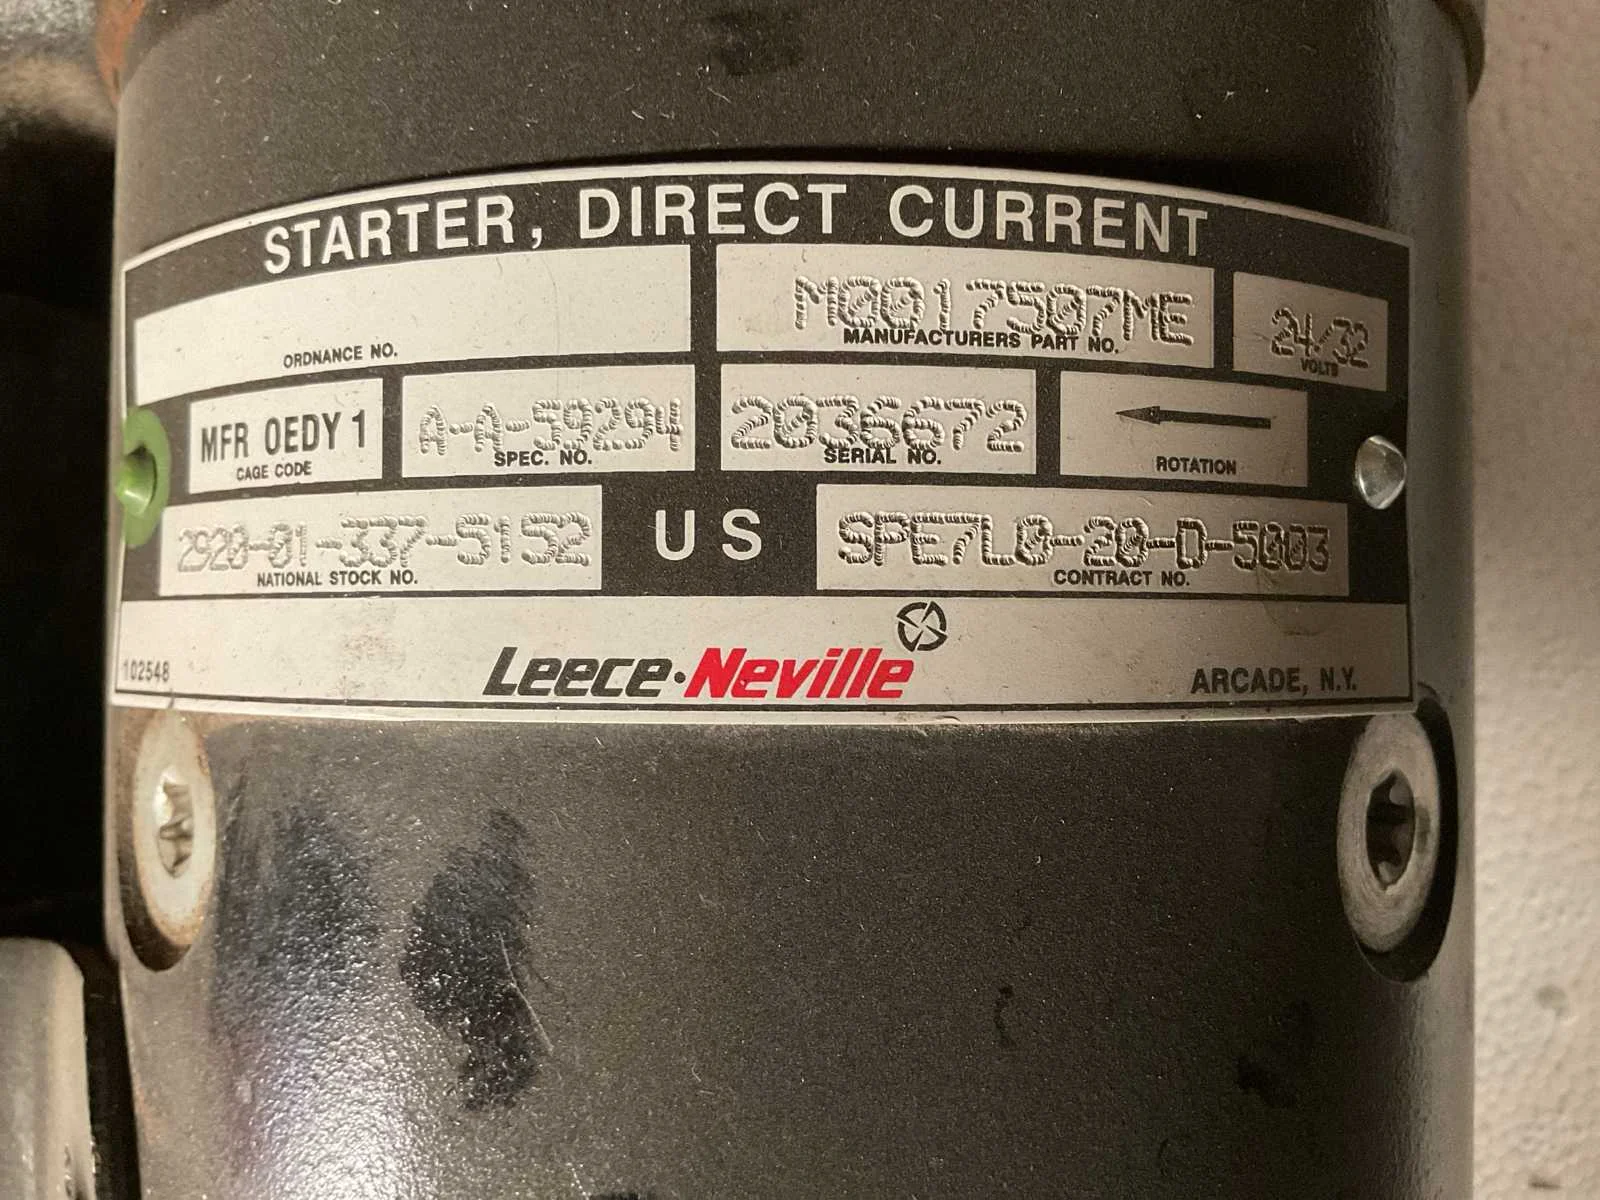 STARTER, DIRECT CURRENT
M0017507ME 24/32
ORDNANCE NO. MANUFACTURERS PART NO. VOLTS
MFR 0EDY1 A-A-59294 2036672
CAGE CODE SPEC. NO. SERIAL NO. ROTATION
2920-01-337-5152 US SPE7L0-20-D-5003
NATIONAL STOCK NO. CONTRACT NO.
102548 Leece·Neville ARCADE, N.Y.